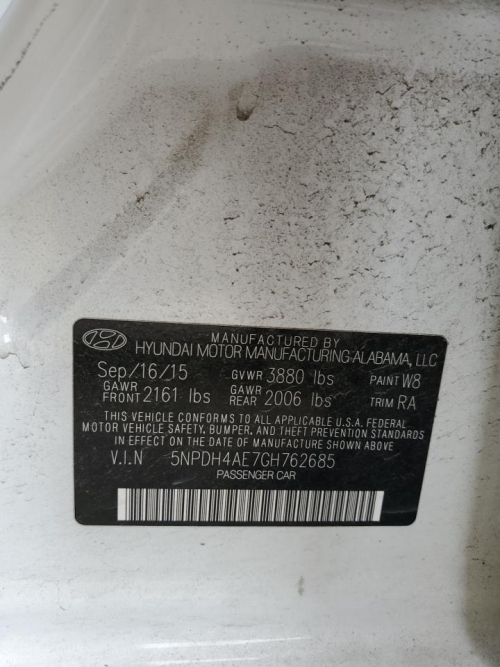 MANUFACTURED BY
HYUNDAI MOTOR MANUFACTURING ALABAMA, LLC
Sep/16/15 GVWR 3880 lbs PAINT W8
GAWR FRONT 2161 lbs GAWR REAR 2006 lbs TRIM RA
THIS VEHICLE CONFORMS TO ALL APPLICABLE U.S.A. FEDERAL
MOTOR VEHICLE SAFETY, BUMPER, AND THEFT PREVENTION STANDARDS
IN EFFECT ON THE DATE OF MANUFACTURE SHOWN ABOVE
V.I.N 5NPDH4AE7GH762685
PASSENGER CAR